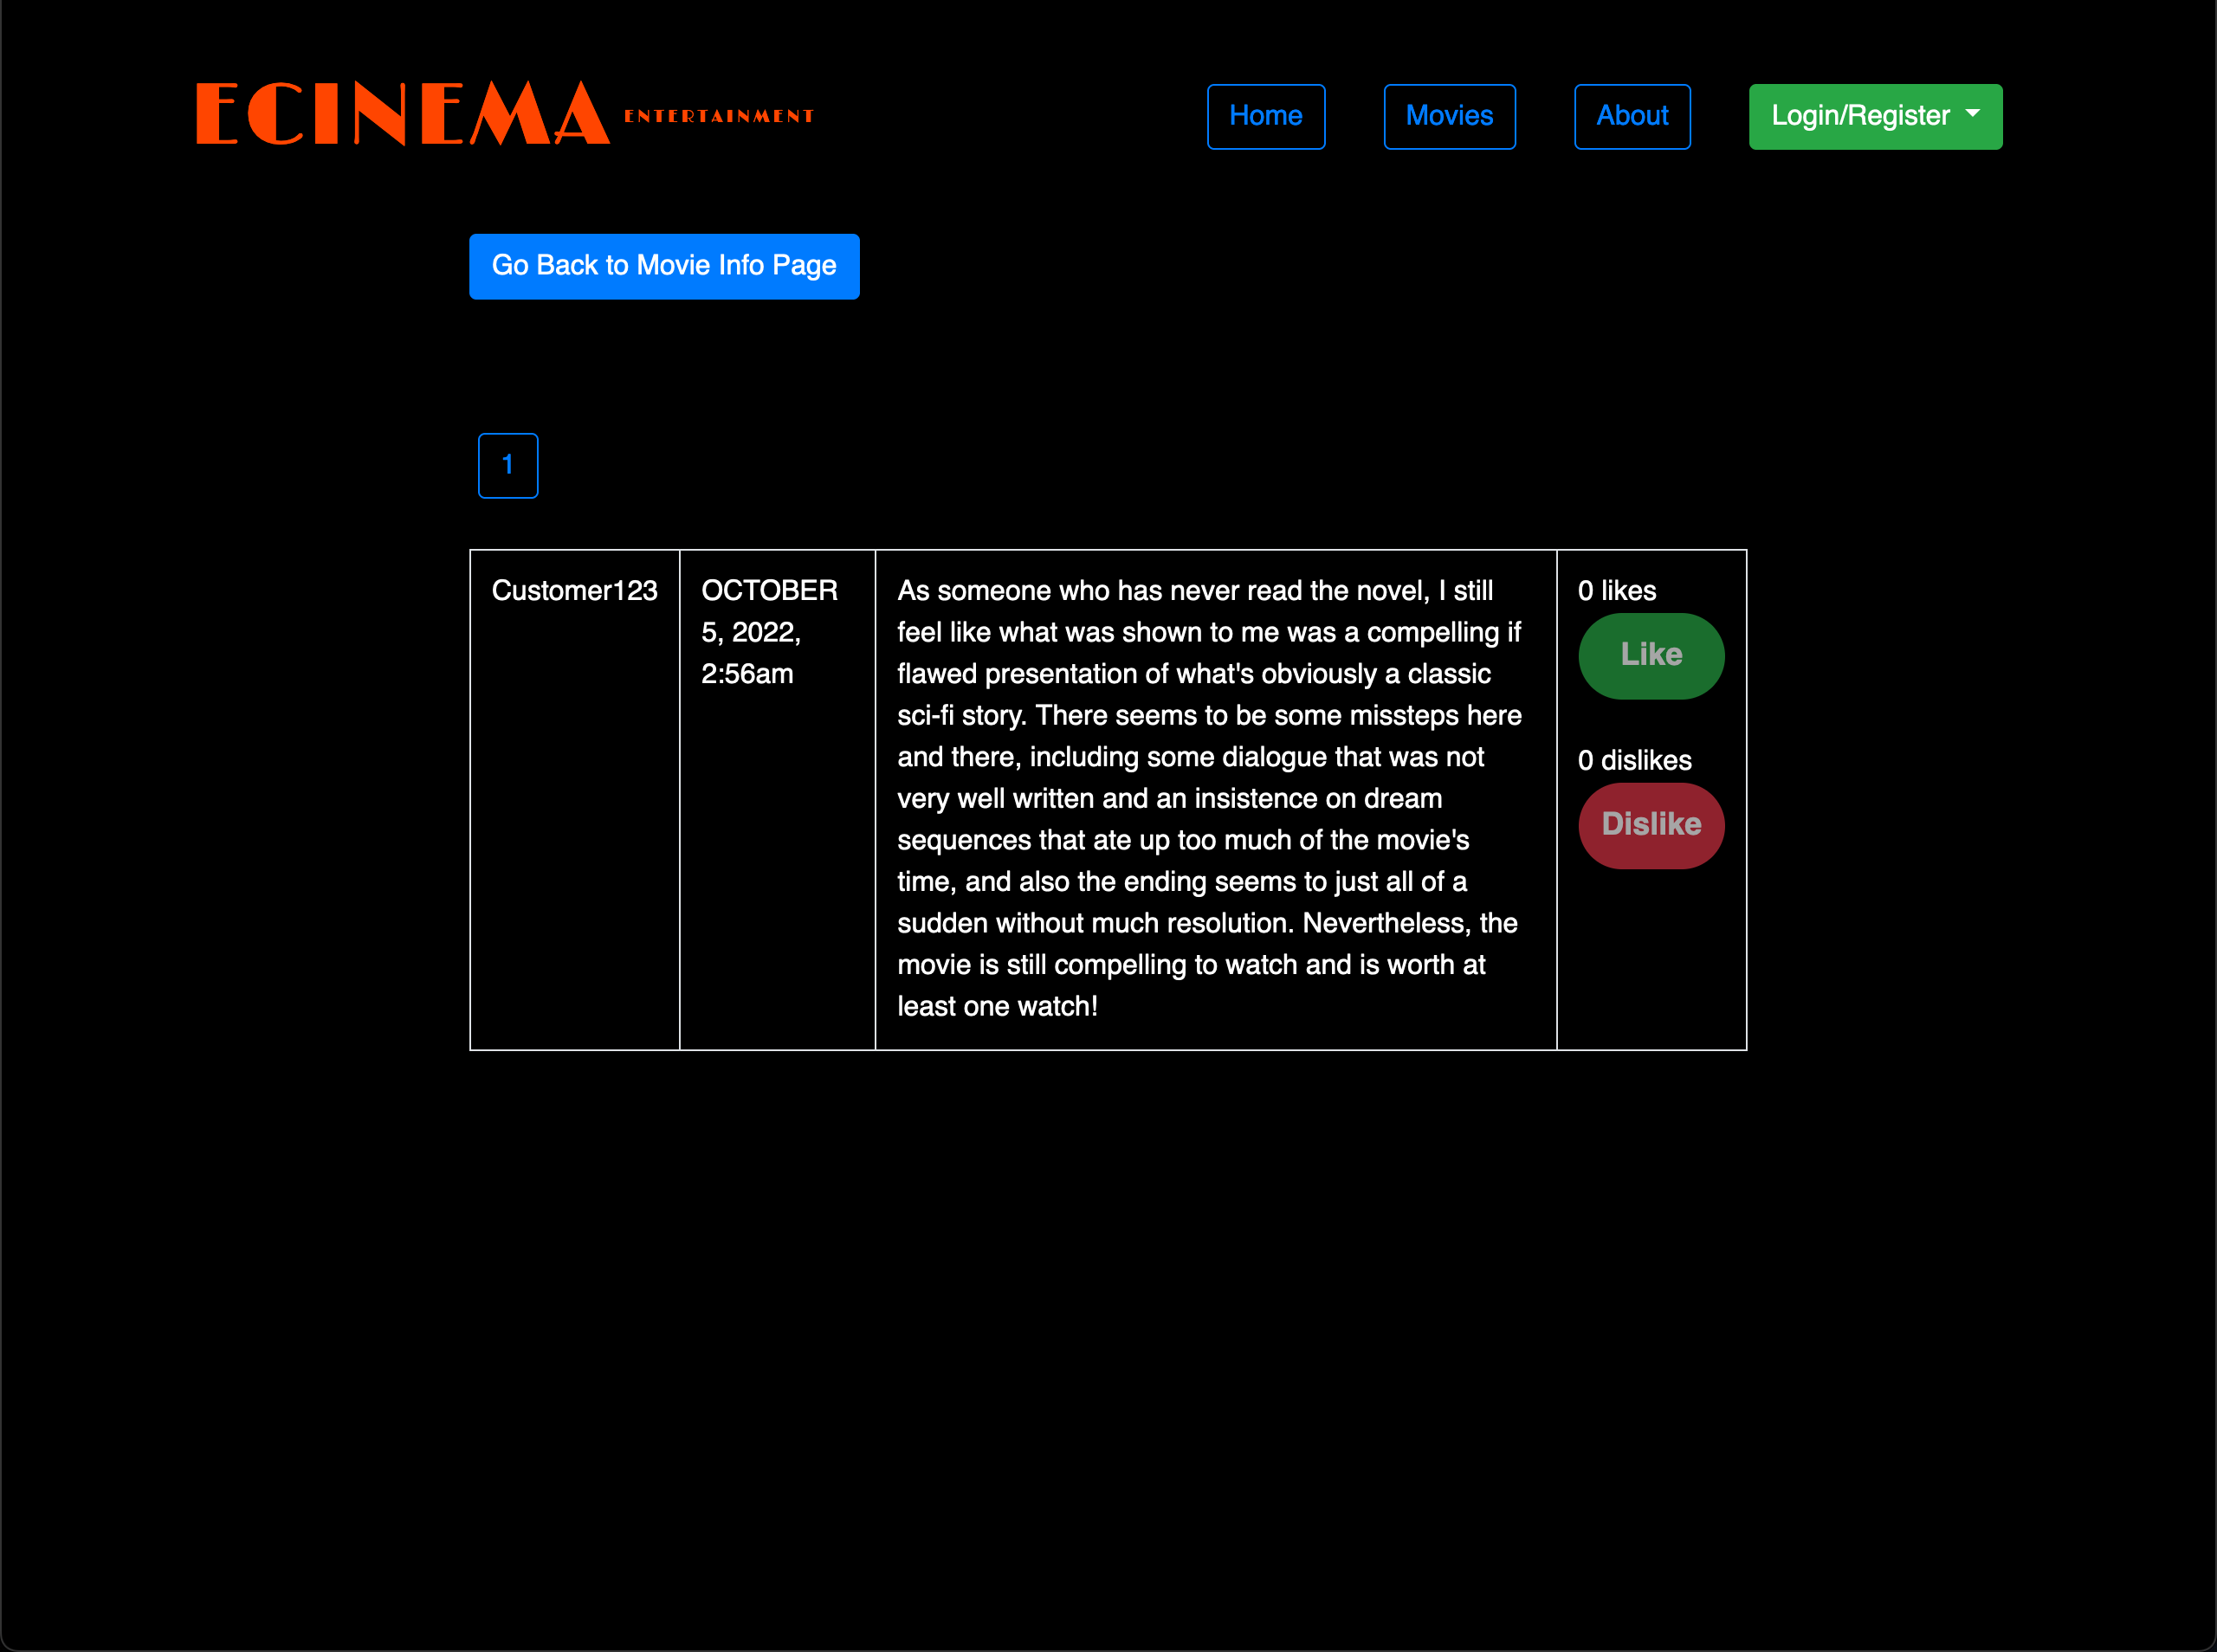 ECINEMA ENTERTAINMENT
Home
Movies
About
Login/Register
Go Back to Movie Info Page
1
Customer123
OCTOBER
5, 2022,
2:56am
As someone who has never read the novel, I still
feel like what was shown to me was a compelling if
flawed presentation of what's obviously a classic
sci-fi story. There seems to be some missteps here
and there, including some dialogue that was not
very well written and an insistence on dream
sequences that ate up too much of the movie's
time, and also the ending seems to just all of a
sudden without much resolution. Nevertheless, the
movie is still compelling to watch and is worth at
least one watch!
0 likes
Like
0 dislikes
Dislike